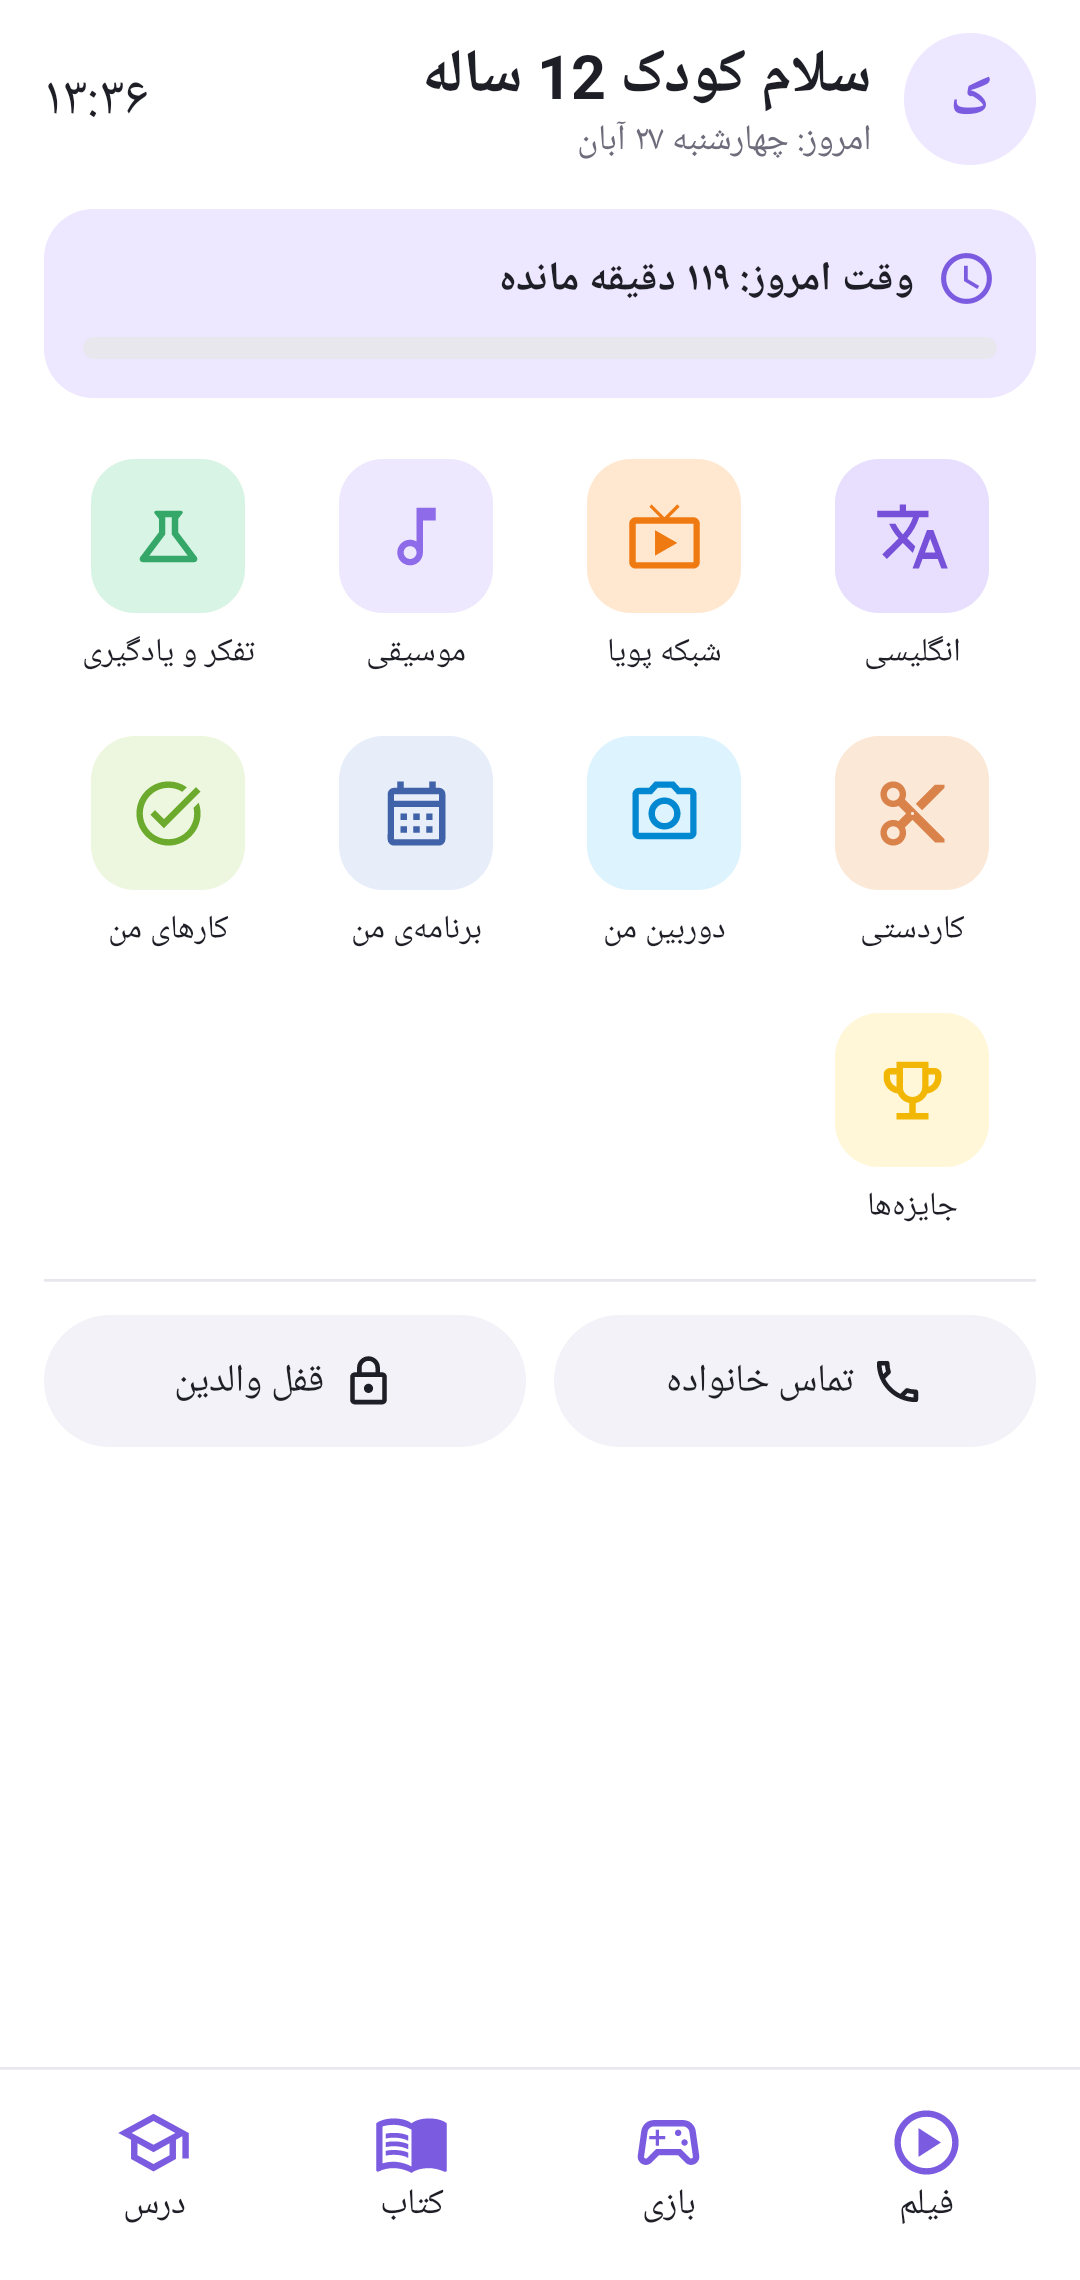 ک
سلام کودک 12 ساله
۱۳:۳۶
امروز: چهارشنبه ۲۷ آبان
وقت امروز: ۱۱۹ دقیقه مانده
انگلیسی
شبکه پویا
موسیقی
تفکر و یادگیری
کاردستی
دوربین من
برنامه‌ی من
کارهای من
جایزه‌ها
تماس خانواده
قفل والدین
فیلم
بازی
کتاب
درس